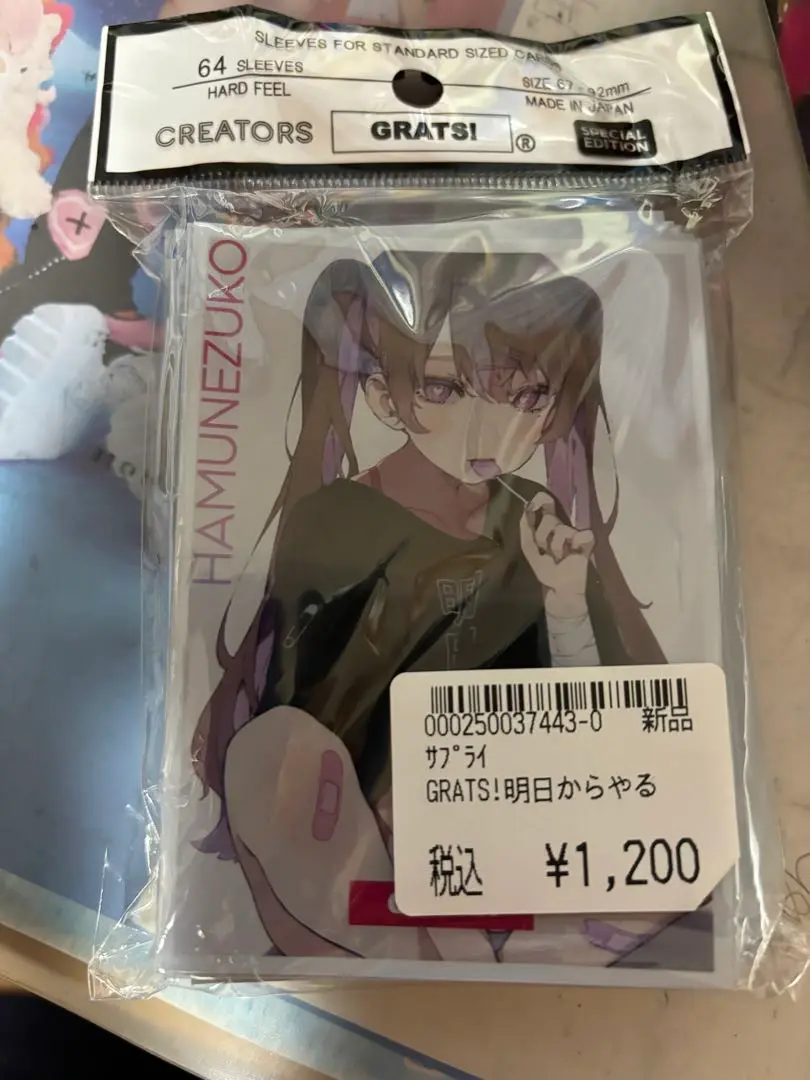 SLEEVES FOR STANDARD SIZED CARDS
64 SLEEVES
HARD FEEL
SIZE 67 92mm
MADE IN JAPAN
CREATORS GRATS! ®
SPECIAL EDITION
HAMUNEZUKO
明
000250037443-0 新品
サプライ
GRATS!明日からやる
税込 ¥1,200